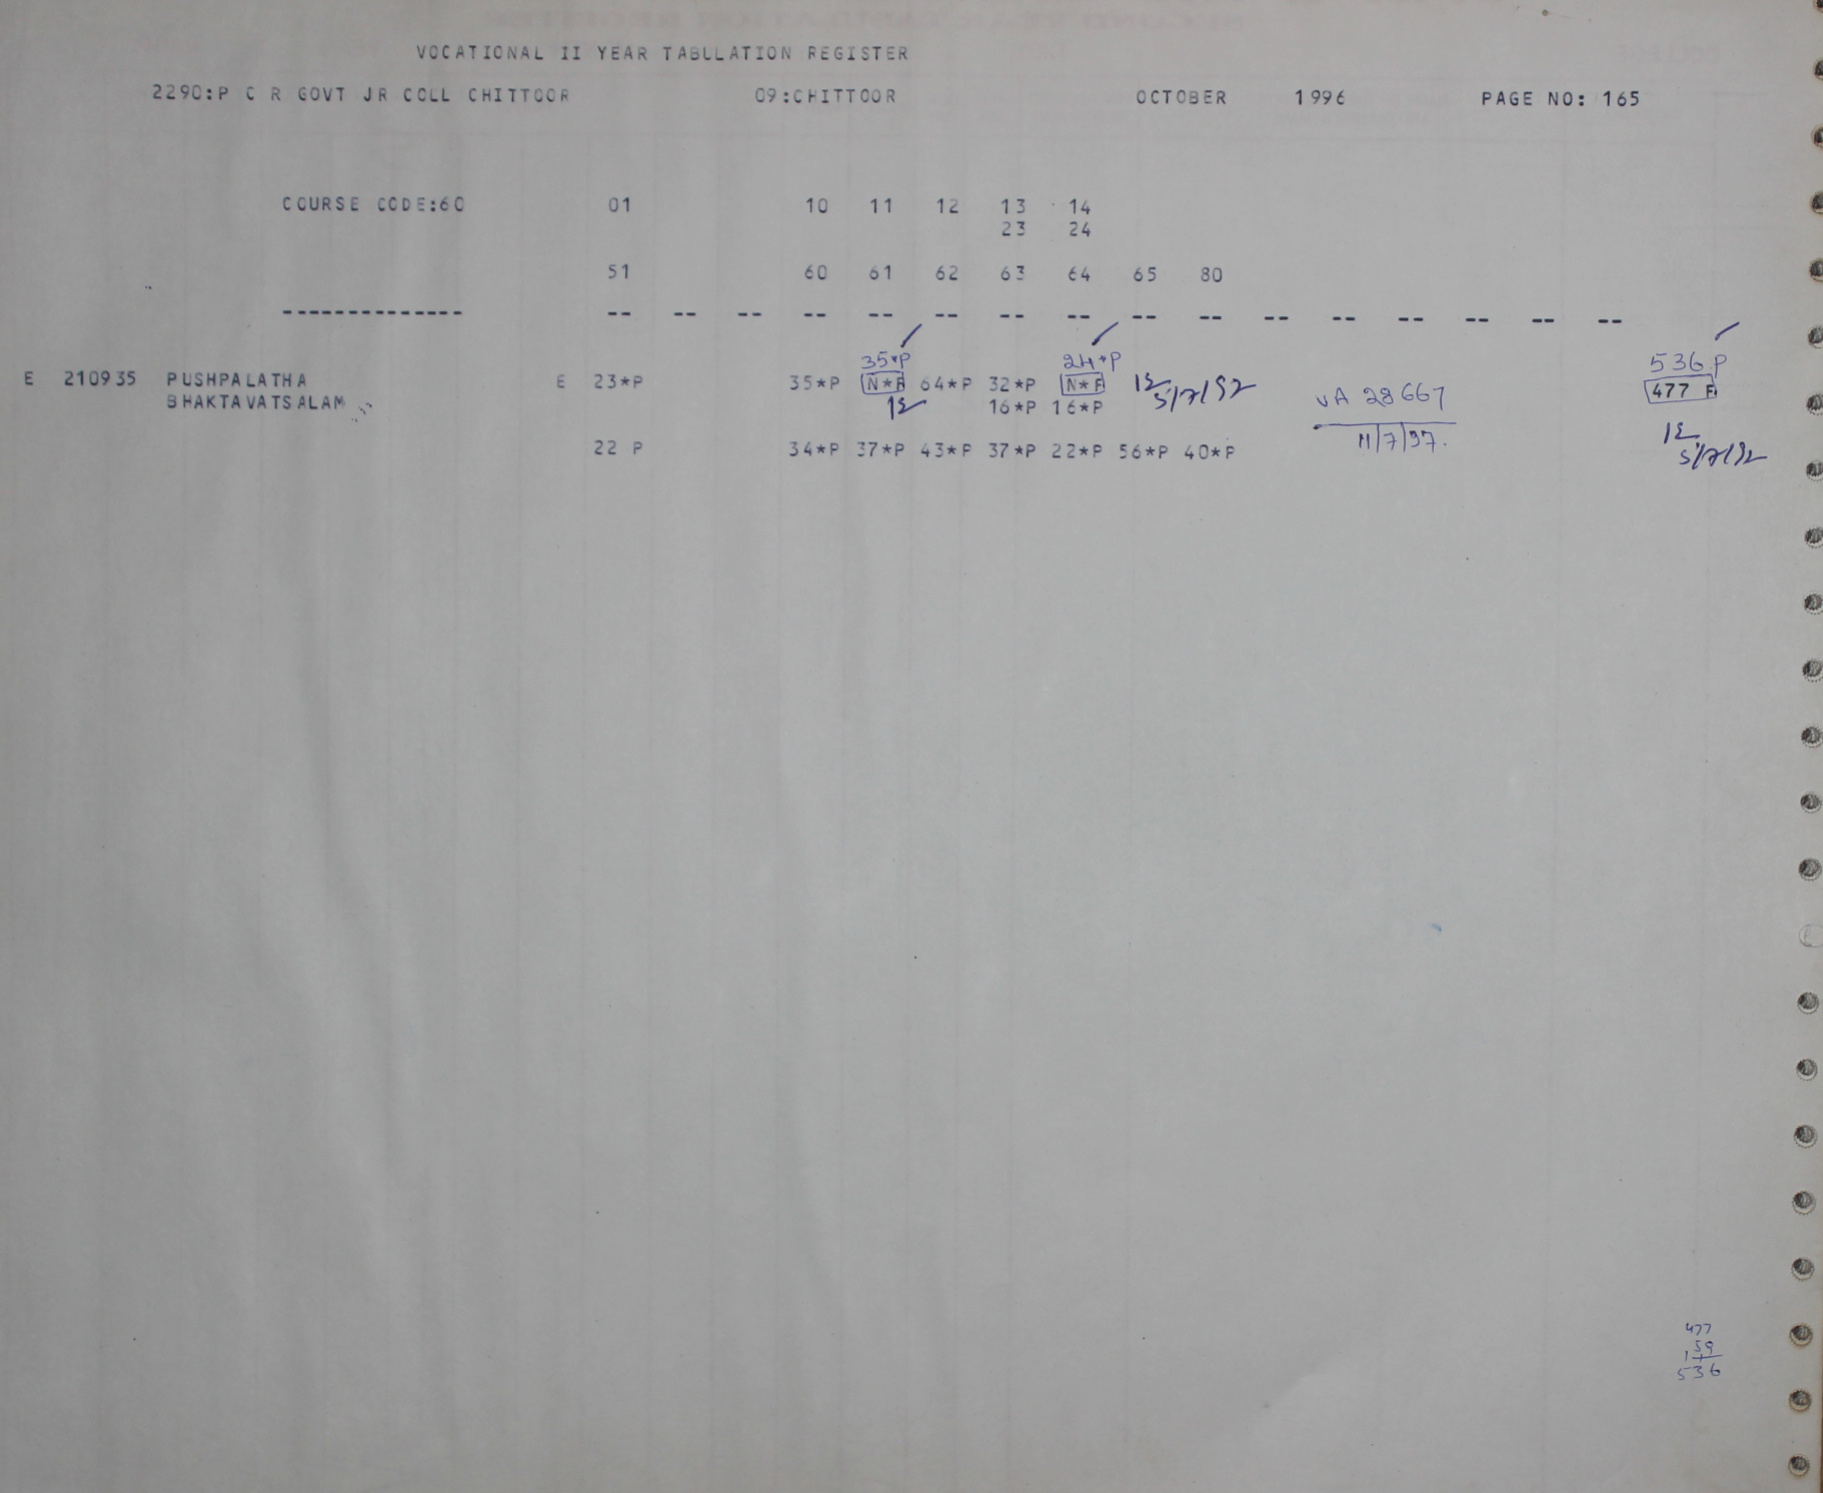 VOCATIONAL II YEAR TABULATION REGISTER
2290:P C R GOVT JR COLL CHITTOOR 09:CHITTOOR OCTOBER 1996 PAGE NO: 165
COURSE CODE:60 01 10 11 12 13 14
23 24
51 60 61 62 63 64 65 80
-------------- -- -- -- -- -- -- -- -- -- -- -- -- -- -- -- --
35*P 24*P 536 P
E 210935 PUSHPALATHA E 23*P 35*P N*F 64*P 32*P N*F VA 28667 477 F
BHAKTAVATSALAM 16*P 16*P
22 P 34*P 37*P 43*P 37*P 22*P 56*P 40*P 11/7/97.
477
59
536